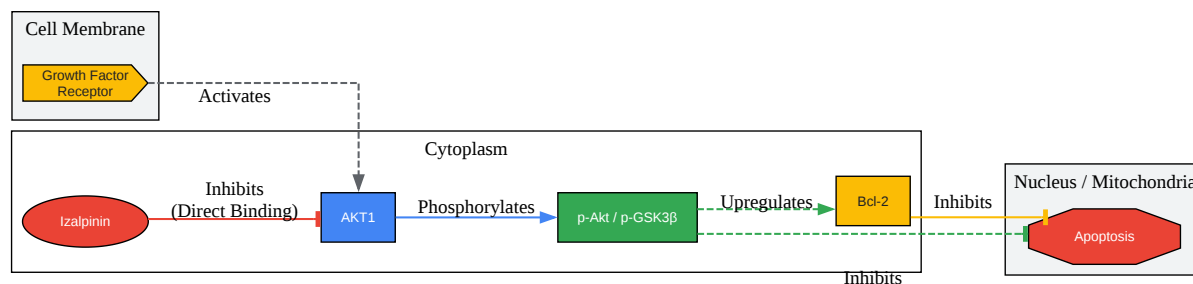 Cell Membrane
Growth Factor
Receptor
Activates
Cytoplasm
Izalpinin
Inhibits
(Direct Binding)
AKT1
Phosphorylates
p-Akt / p-GSK3β
Upregulates
Bcl-2
Inhibits
Inhibits
Nucleus / Mitochondria
Apoptosis